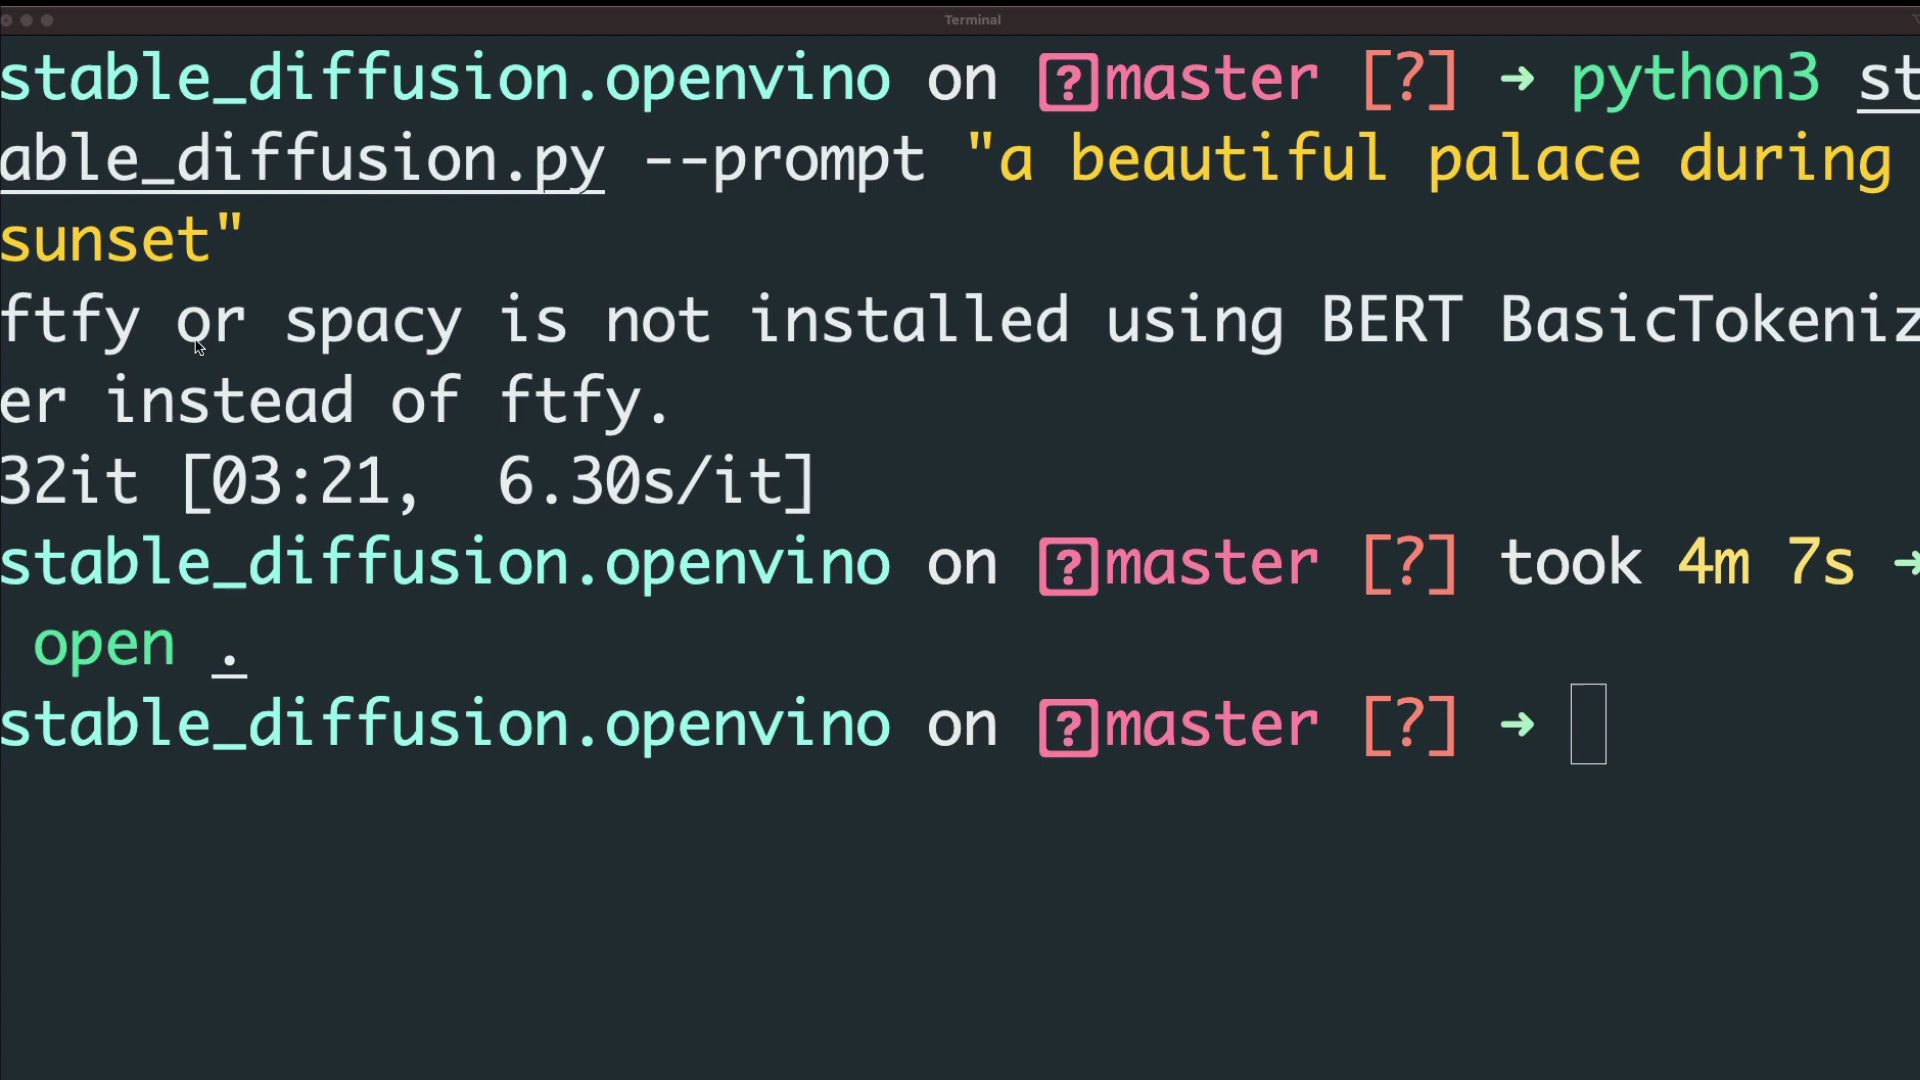 Terminal
stable_diffusion.openvino on [?]master [?] ➜ python3 st
able_diffusion.py --prompt "a beautiful palace during
sunset"
ftfy or spacy is not installed using BERT BasicTokeniz
er instead of ftfy.
32it [03:21,  6.30s/it]
stable_diffusion.openvino on [?]master [?] took 4m 7s ➜
open .
stable_diffusion.openvino on [?]master [?] ➜